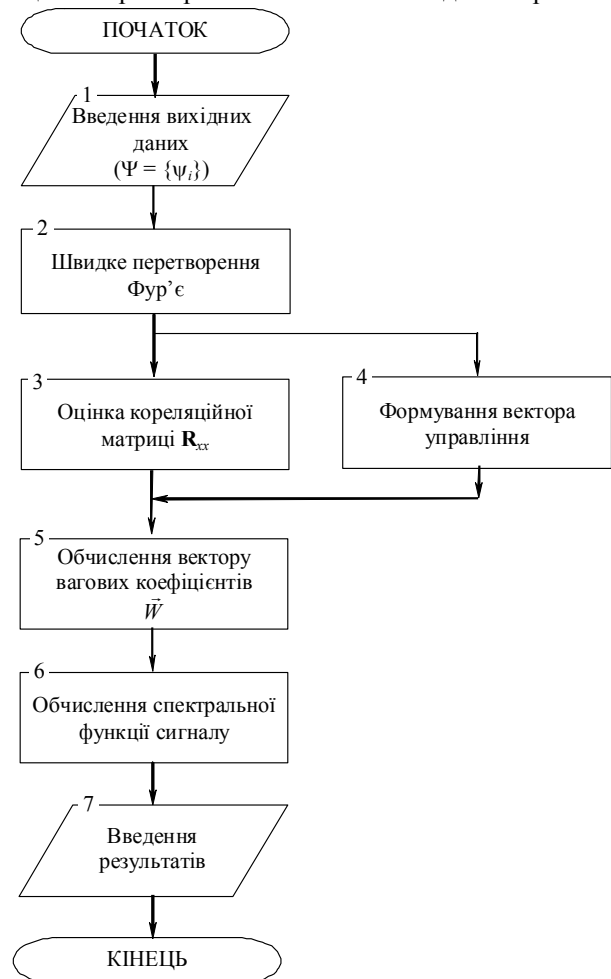 ПОЧАТОК
1
Введення вихідних
даних
(Ψ = {ψi})
2
Швидке перетворення
Фур’є
3
Оцінка кореляційної
матриці Rxx
4
Формування вектора
управління
5
Обчислення вектору
вагових коефіцієнтів
W⃗
6
Обчислення спектральної
функції сигналу
7
Введення
результатів
КІНЕЦЬ